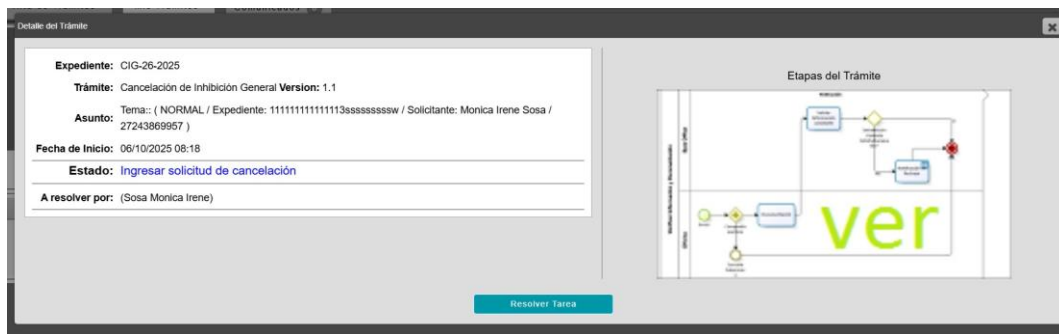 Detalle del Trámite
Expediente: CIG-26-2025
Trámite: Cancelación de Inhibición General Version: 1.1
Asunto: Tema:: ( NORMAL / Expediente: 111111111111113ssssssssssw / Solicitante: Monica Irene Sosa /
27243869957 )
Fecha de Inicio: 06/10/2025 08:18
Estado: Ingresar solicitud de cancelación
A resolver por: (Sosa Monica Irene)
Etapas del Trámite
ver
Resolver Tarea